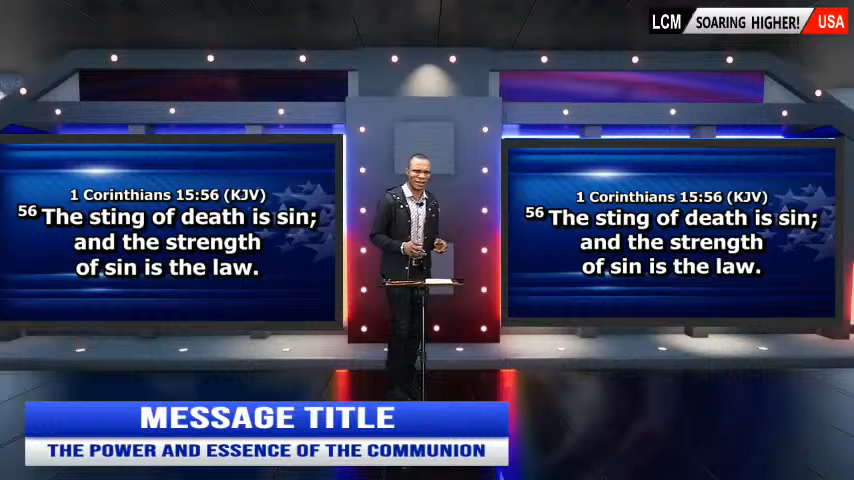 LCM SOARING HIGHER! USA
1 Corinthians 15:56 (KJV)
56 The sting of death is sin;
and the strength
of sin is the law.
1 Corinthians 15:56 (KJV)
56 The sting of death is sin;
and the strength
of sin is the law.
MESSAGE TITLE
THE POWER AND ESSENCE OF THE COMMUNION